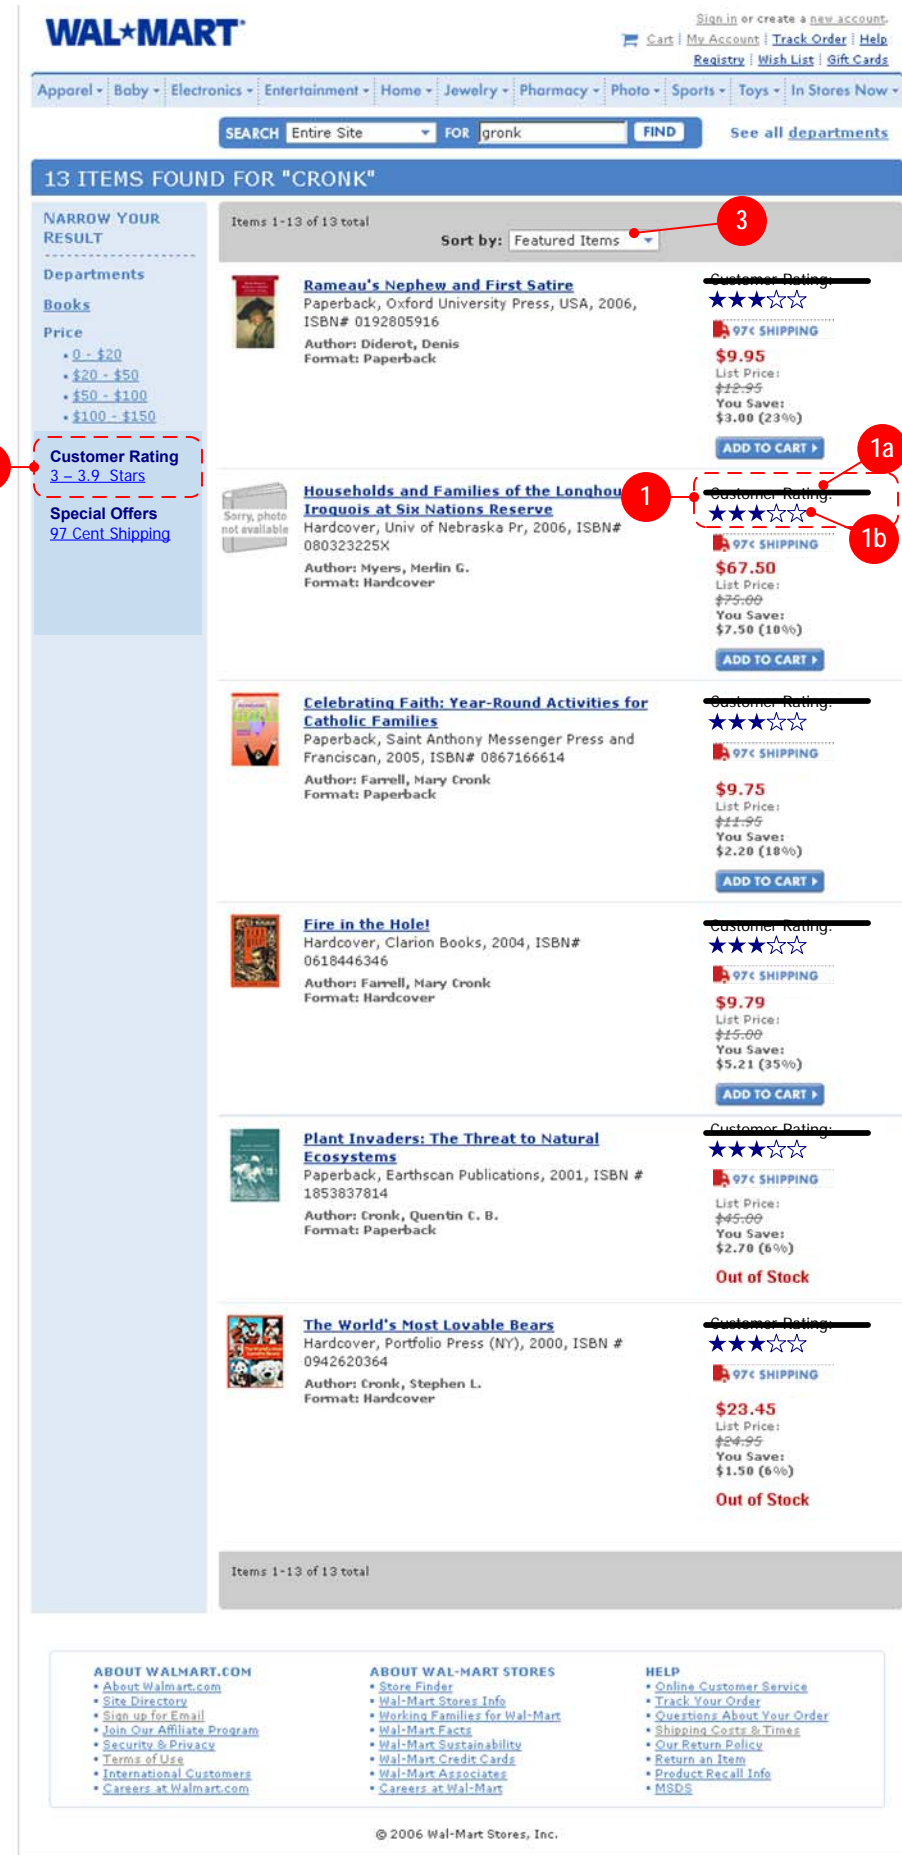 WAL★MART
Sign in or create a new account.
Cart | My Account | Track Order | Help
Registry | Wish List | Gift Cards
Apparel Baby Electronics Entertainment Home Jewelry Pharmacy Photo Sports Toys In Stores Now
SEARCH Entire Site FOR gronk FIND See all departments
13 ITEMS FOUND FOR "CRONK"
NARROW YOUR
RESULT
Departments
Books
Price
0 - $20
$20 - $50
$50 - $100
$100 - $150
Customer Rating
3 – 3.9 Stars
Special Offers
97 Cent Shipping
Items 1-13 of 13 total
Sort by: Featured Items
3
Rameau's Nephew and First Satire
Paperback, Oxford University Press, USA, 2006,
ISBN# 0192805916
Author: Diderot, Denis
Format: Paperback
Customer Rating:
97¢ SHIPPING
$9.95
List Price:
$12.95
You Save:
$3.00 (23%)
ADD TO CART
1
1a
1b
Sorry, photo
not available
Households and Families of the Longhou
Iroquois at Six Nations Reserve
Hardcover, Univ of Nebraska Pr, 2006, ISBN#
080323225X
Author: Myers, Merlin G.
Format: Hardcover
Customer Rating:
97¢ SHIPPING
$67.50
List Price:
$75.00
You Save:
$7.50 (10%)
ADD TO CART
Celebrating Faith: Year-Round Activities for
Catholic Families
Paperback, Saint Anthony Messenger Press and
Franciscan, 2005, ISBN# 0867166614
Author: Farrell, Mary Cronk
Format: Paperback
Customer Rating:
97¢ SHIPPING
$9.75
List Price:
$11.95
You Save:
$2.20 (18%)
ADD TO CART
Fire in the Hole!
Hardcover, Clarion Books, 2004, ISBN#
0618446346
Author: Farrell, Mary Cronk
Format: Hardcover
Customer Rating:
97¢ SHIPPING
$9.79
List Price:
$15.00
You Save:
$5.21 (35%)
ADD TO CART
Plant Invaders: The Threat to Natural
Ecosystems
Paperback, Earthscan Publications, 2001, ISBN #
1853837814
Author: Cronk, Quentin C. B.
Format: Paperback
Customer Rating:
97¢ SHIPPING
List Price:
$45.00
You Save:
$2.70 (6%)
Out of Stock
The World's Most Lovable Bears
Hardcover, Portfolio Press (NY), 2000, ISBN #
0942620364
Author: Cronk, Stephen L.
Format: Hardcover
Customer Rating:
97¢ SHIPPING
$23.45
List Price:
$24.95
You Save:
$1.50 (6%)
Out of Stock
Items 1-13 of 13 total
ABOUT WALMART.COM
About Walmart.com
Site Directory
Sign up for Email
Join Our Affiliate Program
Security & Privacy
Terms of Use
International Customers
Careers at Walmart.com
ABOUT WAL-MART STORES
Store Finder
Wal-Mart Stores Info
Working Families for Wal-Mart
Wal-Mart Facts
Wal-Mart Sustainability
Wal-Mart Credit Cards
Wal-Mart Associates
Careers at Wal-Mart
HELP
Online Customer Service
Track Your Order
Questions About Your Order
Shipping Costs & Times
Our Return Policy
Return an Item
Product Recall Info
MSDS
© 2006 Wal-Mart Stores, Inc.